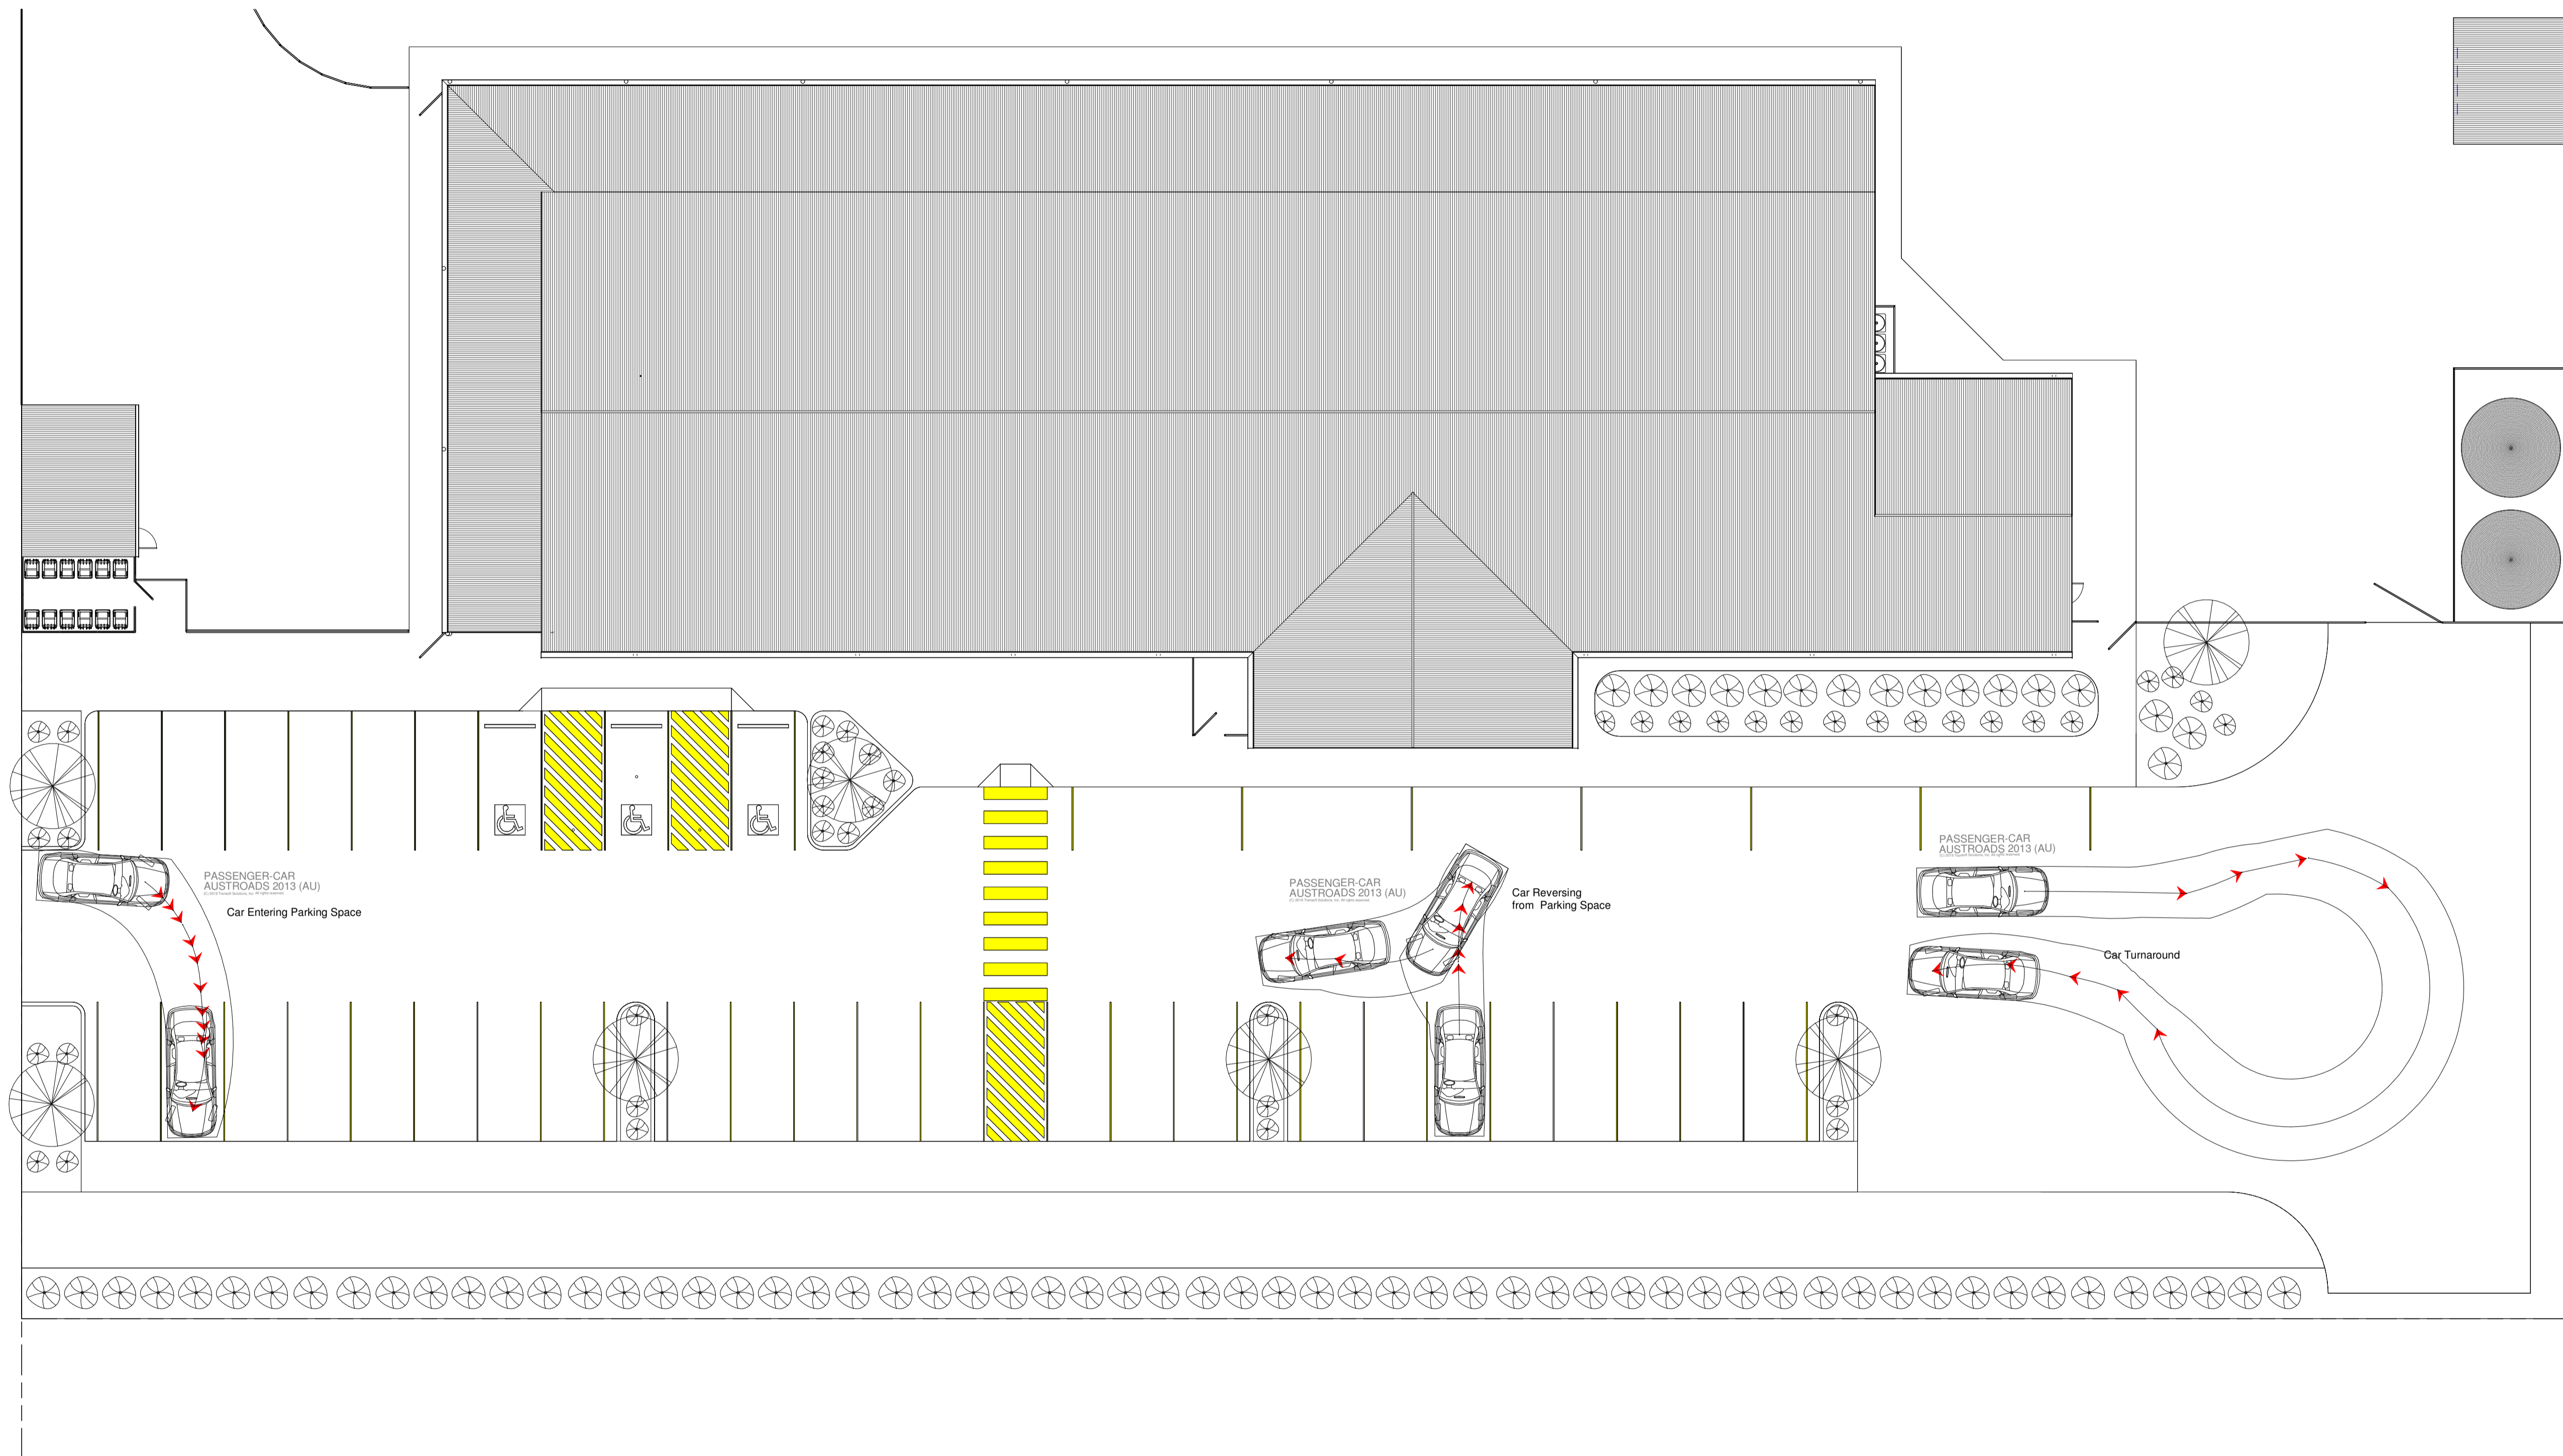 PASSENGER-CAR
AUSTROADS 2013 (AU)
Car Entering Parking Space
PASSENGER-CAR
AUSTROADS 2013 (AU)
Car Reversing
from Parking Space
PASSENGER-CAR
AUSTROADS 2013 (AU)
Car Turnaround